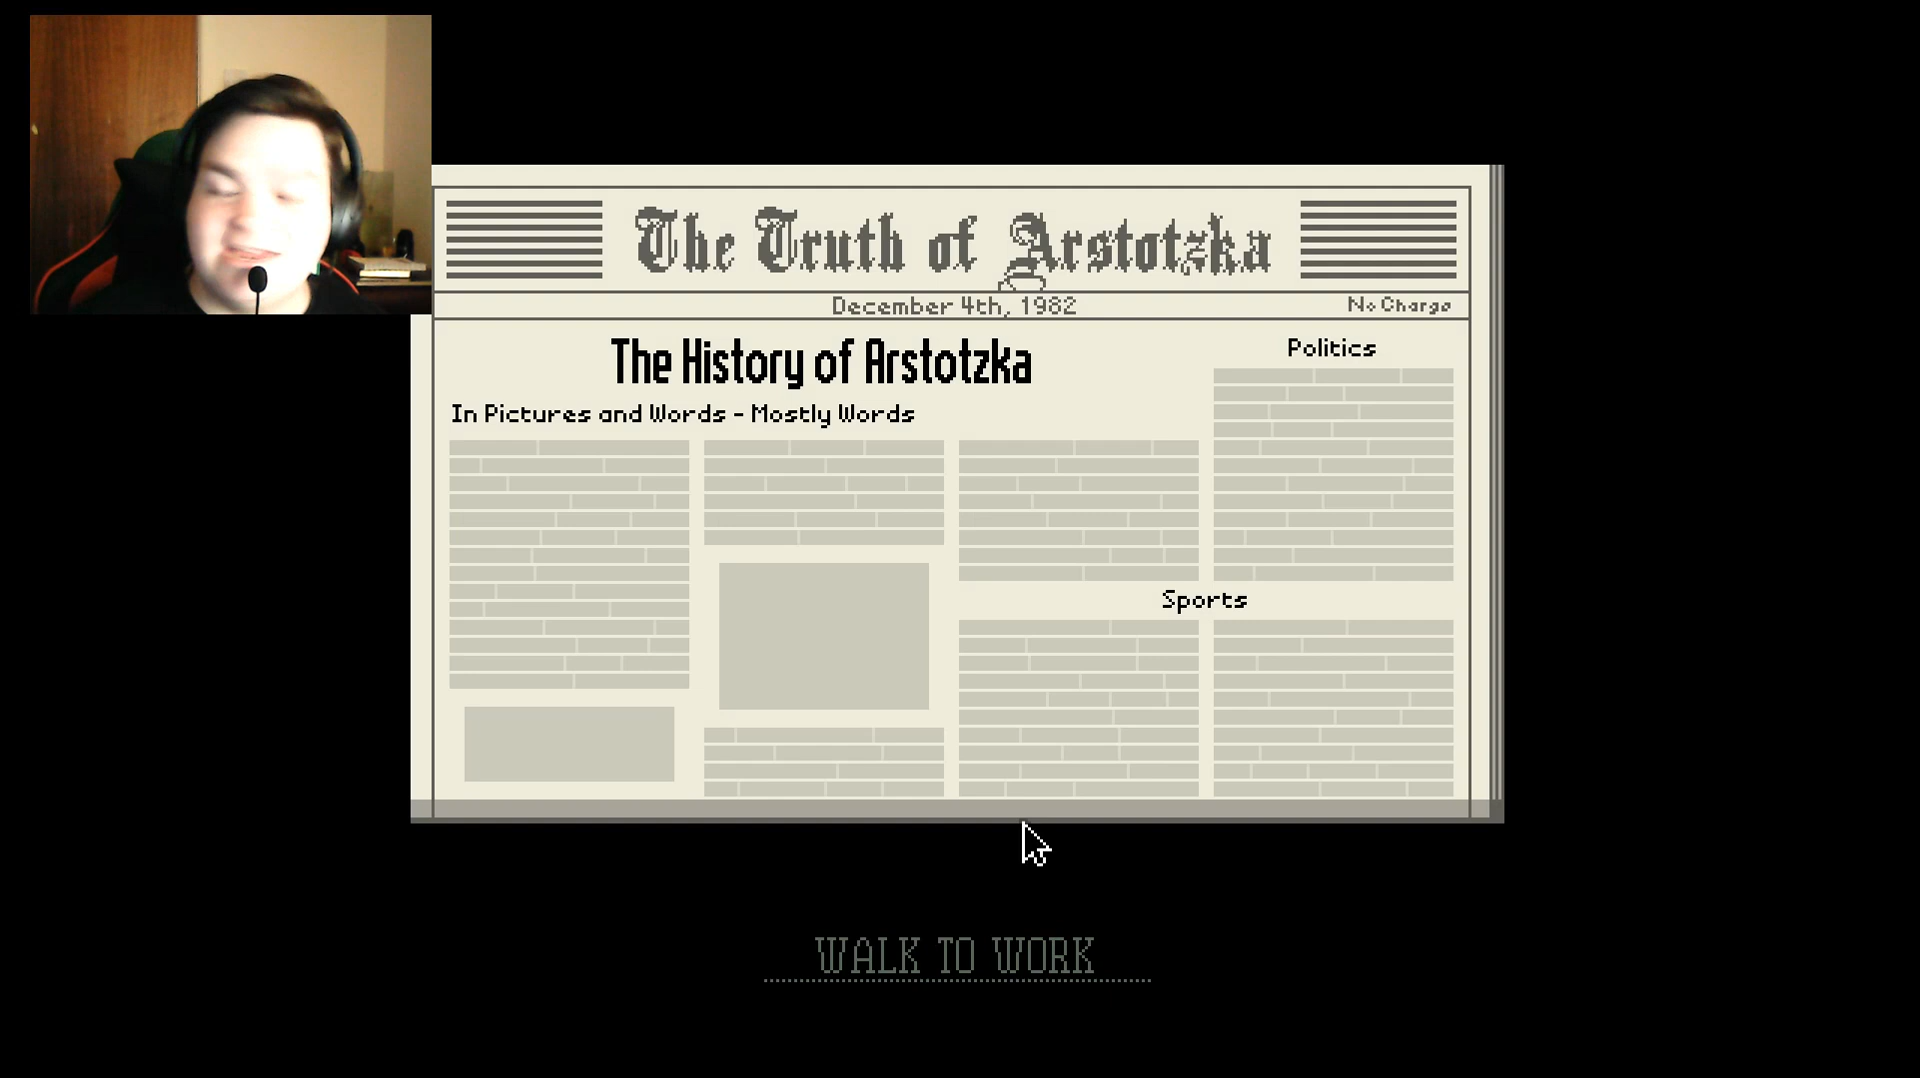 The Truth of Arstotzka
December 4th, 1982
No Charge
The History of Arstotzka
In Pictures and Words - Mostly Words
Politics
Sports
WALK TO WORK